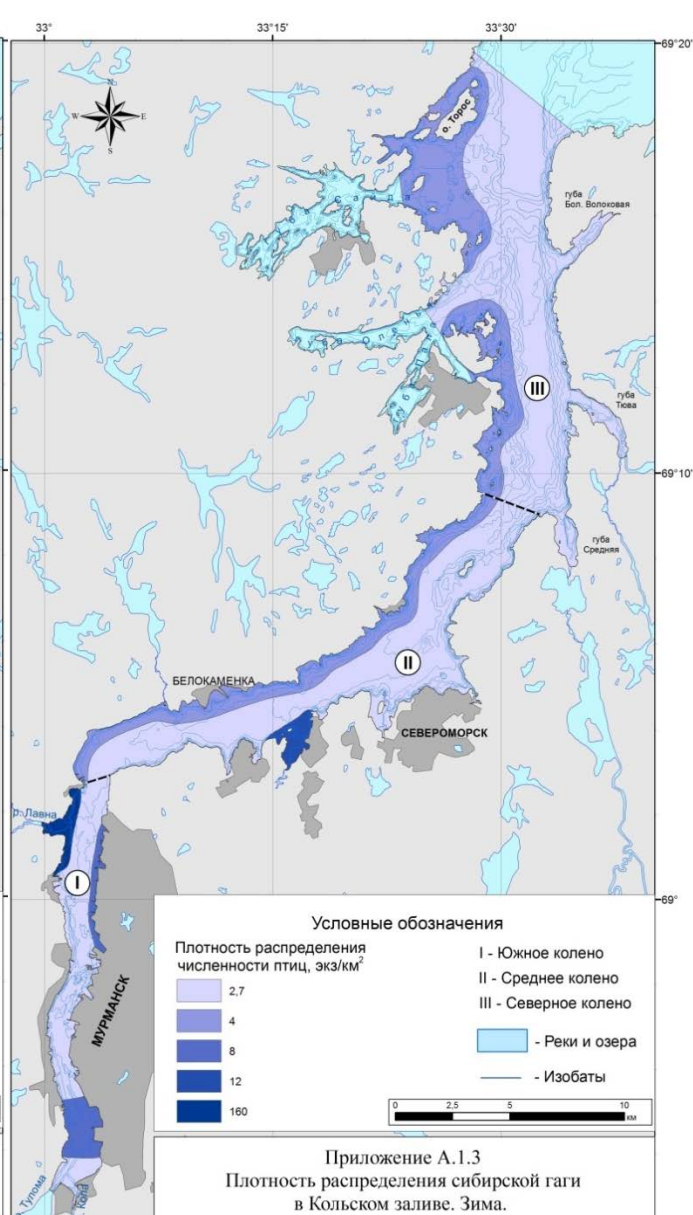 33°
33°15'
33°30'
69°20'
N
W
E
S
о. Торос
губа
Бол. Волоковая
III
губа
Тюва
69°10'
губа
Средняя
II
БЕЛОКАМЕНКА
СЕВЕРОМОРСК
р. Лавна
I
69°
МУРМАНСК
р. Тулома
Кола
Условные обозначения
Плотность распределения
численности птиц, экз/км²
2,7
4
8
12
160
I - Южное колено
II - Среднее колено
III - Северное колено
- Реки и озера
- Изобаты
0 2,5 5 10
км
Приложение А.1.3
Плотность распределения сибирской гаги
в Кольском заливе. Зима.